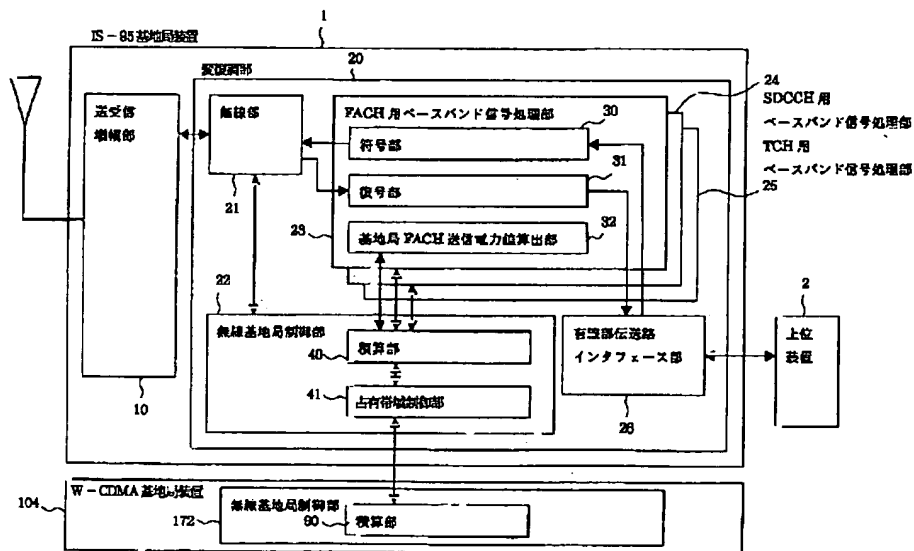 1
IS-95基地局装置
20
変復調部
送受信
増幅部
10
無線部
21
FACH用ベースバンド信号処理部
30
符号部
31
復号部
32
基地局FACH送信電力値算出部
23
24
SDCCH用
ベースバンド信号処理部
TCH用
ベースバンド信号処理部
25
22
無線基地局制御部
40
積算部
41
占有帯域制御部
有線部伝送路
インタフェース部
26
2
上位
装置
104
W-CDMA基地局装置
172
無線基地局制御部
90
積算部